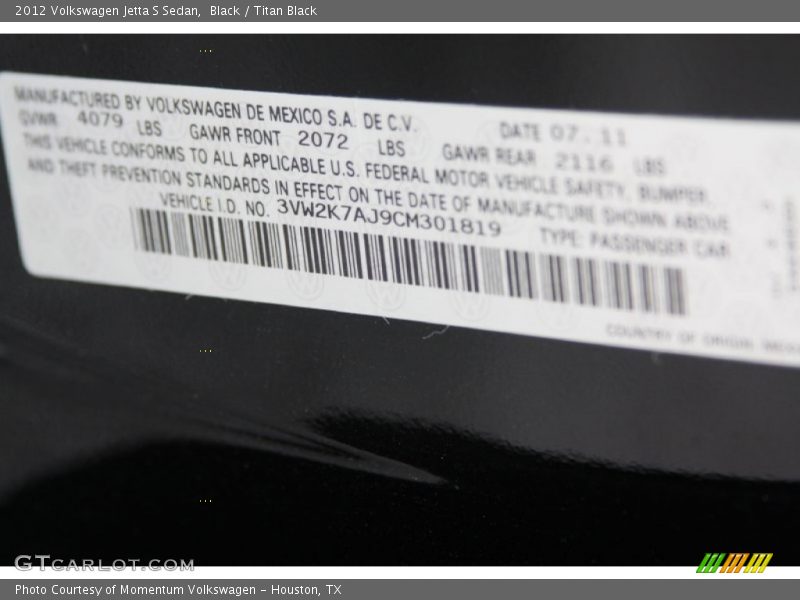 2012 Volkswagen Jetta S Sedan,  Black / Titan Black
MANUFACTURED BY VOLKSWAGEN DE MEXICO S.A. DE C.V. DATE 07.11
GVWR 4079 LBS GAWR FRONT 2072 LBS GAWR REAR 2116 LBS
THIS VEHICLE CONFORMS TO ALL APPLICABLE U.S. FEDERAL MOTOR VEHICLE SAFETY, BUMPER,
AND THEFT PREVENTION STANDARDS IN EFFECT ON THE DATE OF MANUFACTURE SHOWN ABOVE
VEHICLE I.D. NO. 3VW2K7AJ9CM301819 TYPE: PASSENGER CAR
COUNTRY OF ORIGIN: MEXICO
GTCARLOT.COM
Photo Courtesy of Momentum Volkswagen - Houston, TX